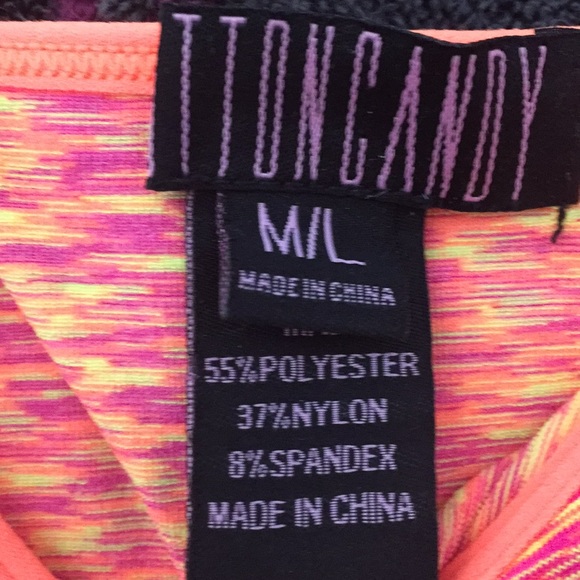 TTONCANDY
M/L
MADE IN CHINA
55%POLYESTER
37%NYLON
8%SPANDEX
MADE IN CHINA